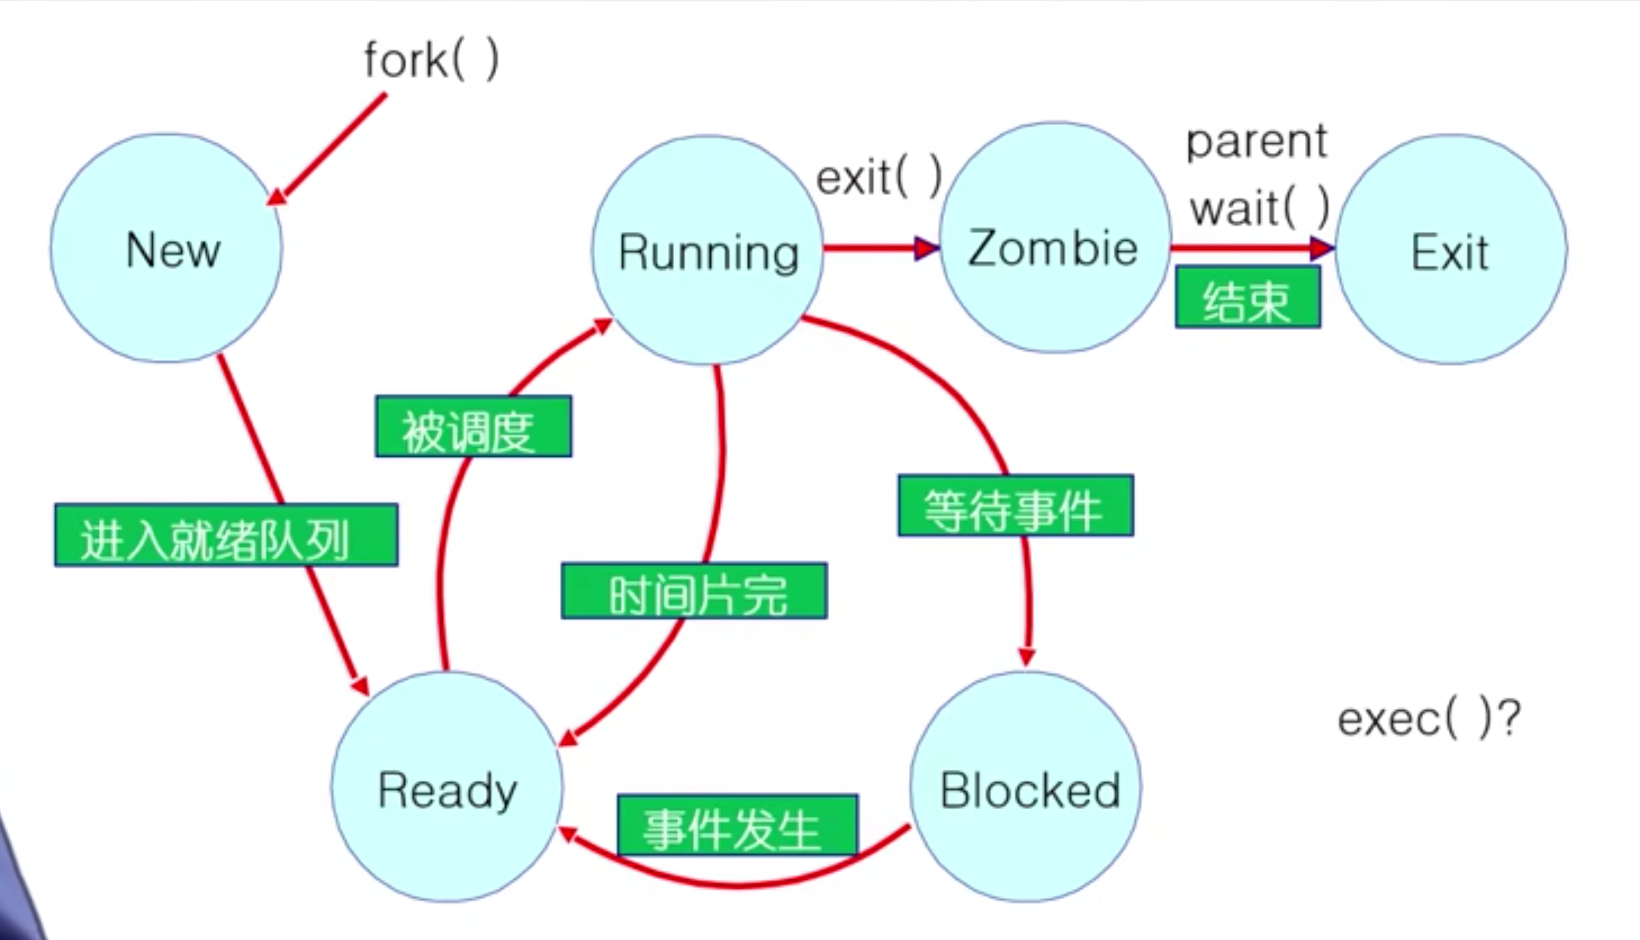 fork( )
New
Running
exit( )
Zombie
parent
wait( )
结束
Exit
被调度
进入就绪队列
时间片完
等待事件
Ready
事件发生
Blocked
exec( )?